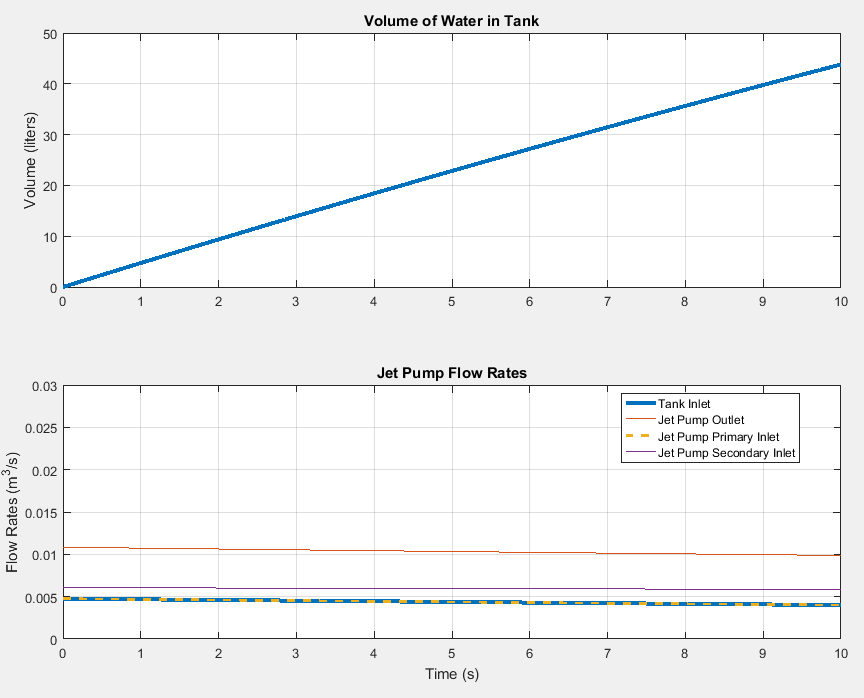 Volume of Water in Tank
50
40
30
20
10
0
Volume (liters)
0 1 2 3 4 5 6 7 8 9 10
Jet Pump Flow Rates
0.03
0.025
0.02
0.015
0.01
0.005
0
Flow Rates (m³/s)
Tank Inlet
Jet Pump Outlet
Jet Pump Primary Inlet
Jet Pump Secondary Inlet
0 1 2 3 4 5 6 7 8 9 10
Time (s)